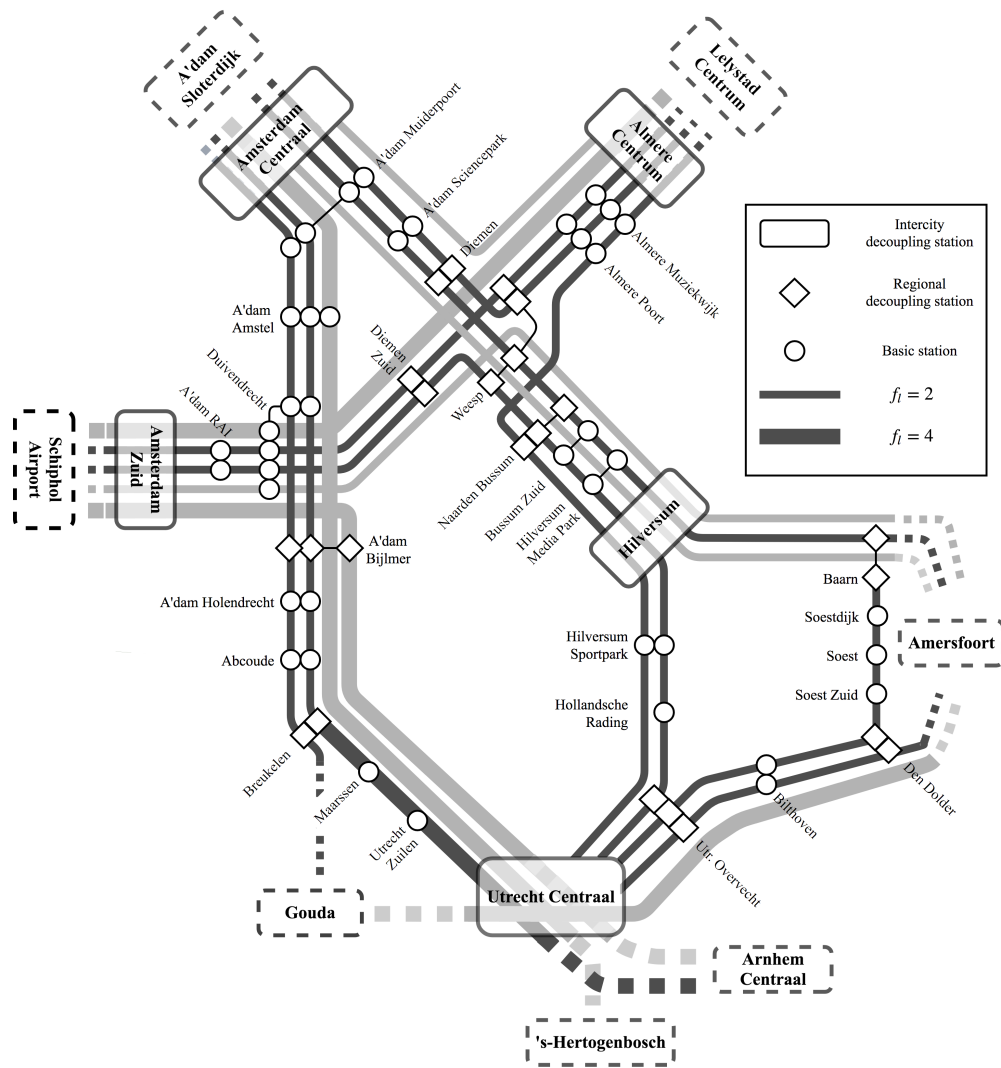 A'dam
Sloterdijk
Lelystad
Centrum
Amsterdam
Centraal
A'dam Muiderpoort
A'dam Sciencepark
Diemen
Almere
Centrum
Almere Muziekwijk
Almere Poort
Intercity
decoupling station
Regional
decoupling station
Basic station
f_l = 2
f_l = 4
A'dam
Amstel
Duivendrecht
A'dam RAI
Diemen
Zuid
Weesp
Schiphol
Airport
Amsterdam
Zuid
Naarden Bussum
Bussum Zuid
Hilversum
Media Park
Hilversum
A'dam
Bijlmer
A'dam Holendrecht
Abcoude
Baarn
Soestdijk
Soest
Soest Zuid
Amersfoort
Hilversum
Sportpark
Hollandsche
Rading
Breukelen
Maarssen
Utrecht
Zuilen
Den Dolder
Bilthoven
Utr. Overvecht
Utrecht Centraal
Gouda
Arnhem
Centraal
's-Hertogenbosch